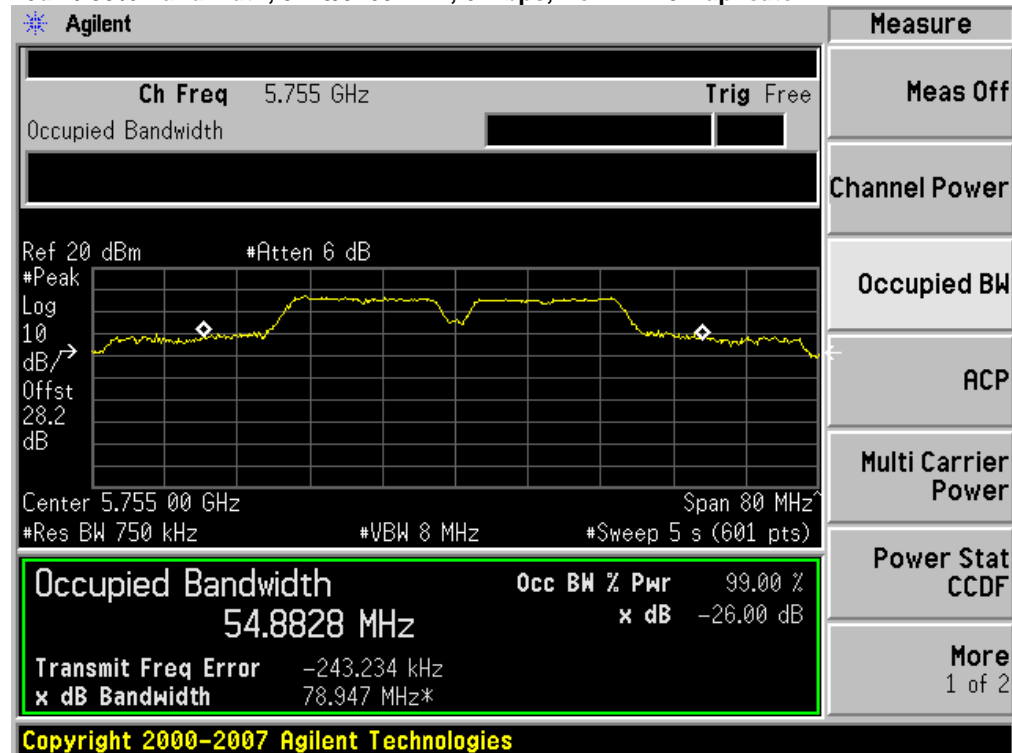 Agilent
Measure
Ch Freq 5.755 GHz Trig Free
Occupied Bandwidth
Meas Off
Channel Power
Occupied BW
ACP
Multi Carrier
Power
Power Stat
CCDF
More
1 of 2
Ref 20 dBm #Atten 6 dB
#Peak
Log
10
dB/
Offst
28.2
dB
Center 5.755 00 GHz Span 80 MHz^
#Res BW 750 kHz #VBW 8 MHz #Sweep 5 s (601 pts)
Occupied Bandwidth
54.8828 MHz
Occ BW % Pwr 99.00 %
x dB -26.00 dB
Transmit Freq Error -243.234 kHz
x dB Bandwidth 78.947 MHz*
Copyright 2000-2007 Agilent Technologies